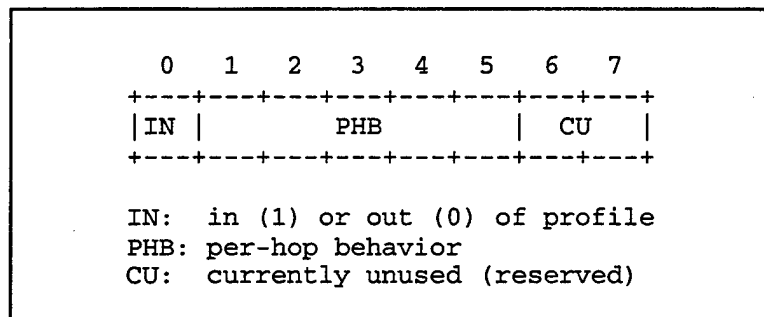 0 1 2 3 4 5 6 7
+---+---+---+---+---+---+---+---+
|IN | PHB | CU |
+---+---+---+---+---+---+---+---+
IN: in (1) or out (0) of profile
PHB: per-hop behavior
CU: currently unused (reserved)